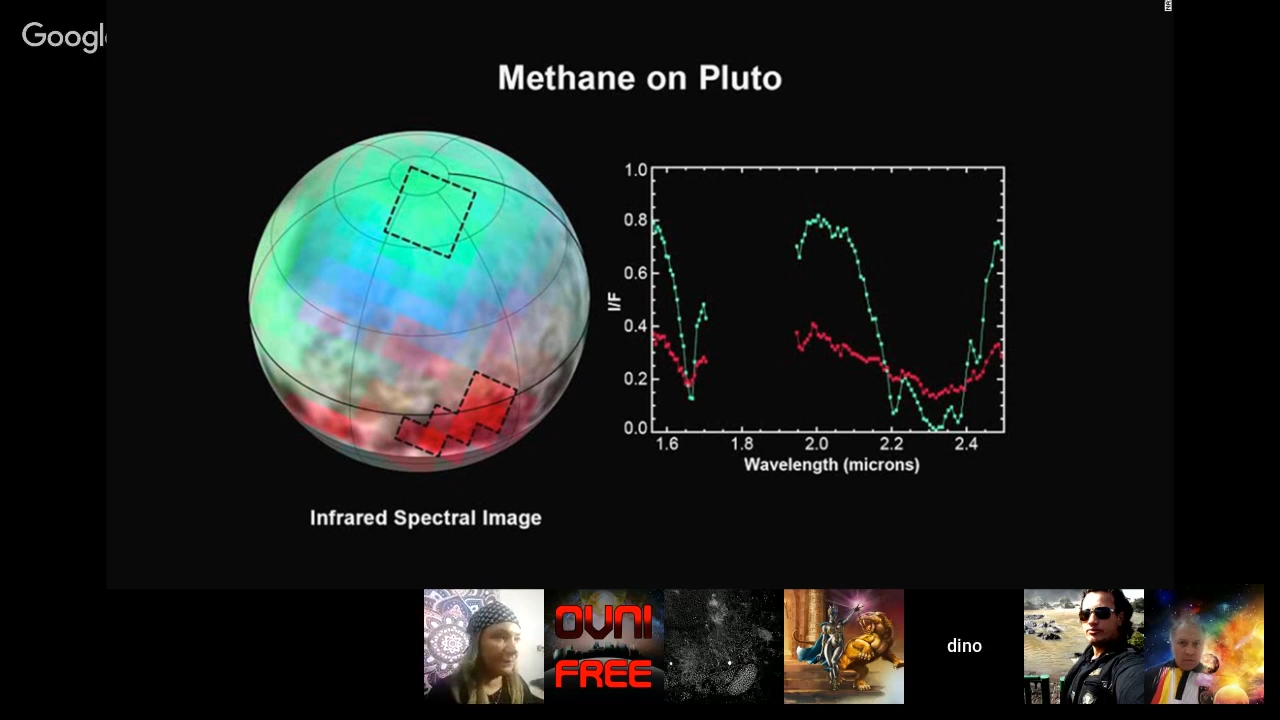 Google
Methane on Pluto
1.0
0.8
0.6
0.4
0.2
0.0
I/F
1.6 1.8 2.0 2.2 2.4
Wavelength (microns)
Infrared Spectral Image
OVNI
FREE
dino